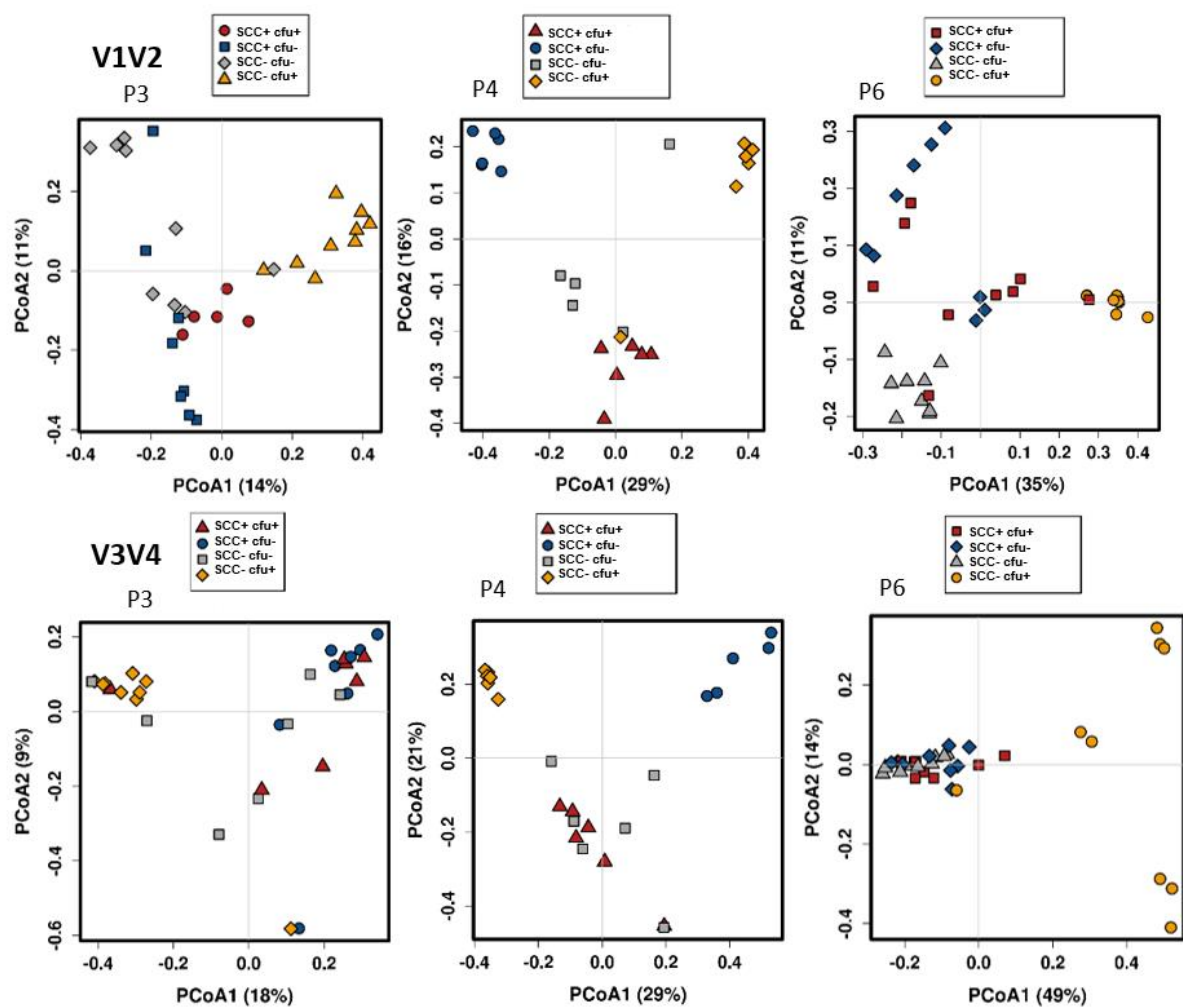 V1V2
P3
SCC+ cfu+
SCC+ cfu-
SCC- cfu-
SCC- cfu+
0.2
0.0
-0.2
-0.4
PCoA2 (11%)
-0.4 -0.2 0.0 0.2 0.4
PCoA1 (14%)
P4
SCC+ cfu+
SCC+ cfu-
SCC- cfu-
SCC- cfu+
0.2
0.1
0.0
-0.2
-0.3
-0.4
PCoA2 (16%)
-0.4 -0.2 0.0 0.2 0.4
PCoA1 (29%)
P6
SCC+ cfu+
SCC+ cfu-
SCC- cfu-
SCC- cfu+
0.3
0.2
0.1
0.0
-0.1
-0.2
PCoA2 (11%)
-0.3 -0.1 0.1 0.2 0.3 0.4
PCoA1 (35%)
V3V4
P3
SCC+ cfu+
SCC+ cfu-
SCC- cfu-
SCC- cfu+
0.2
0.0
-0.2
-0.4
-0.6
PCoA2 (9%)
-0.4 -0.2 0.0 0.2
PCoA1 (18%)
P4
SCC+ cfu+
SCC+ cfu-
SCC- cfu-
SCC- cfu+
0.2
0.0
-0.2
-0.4
PCoA2 (21%)
-0.4 -0.2 0.0 0.2 0.4
PCoA1 (29%)
P6
SCC+ cfu+
SCC+ cfu-
SCC- cfu-
SCC- cfu+
0.2
0.0
-0.2
-0.4
PCoA2 (14%)
-0.2 0.0 0.2 0.4
PCoA1 (49%)